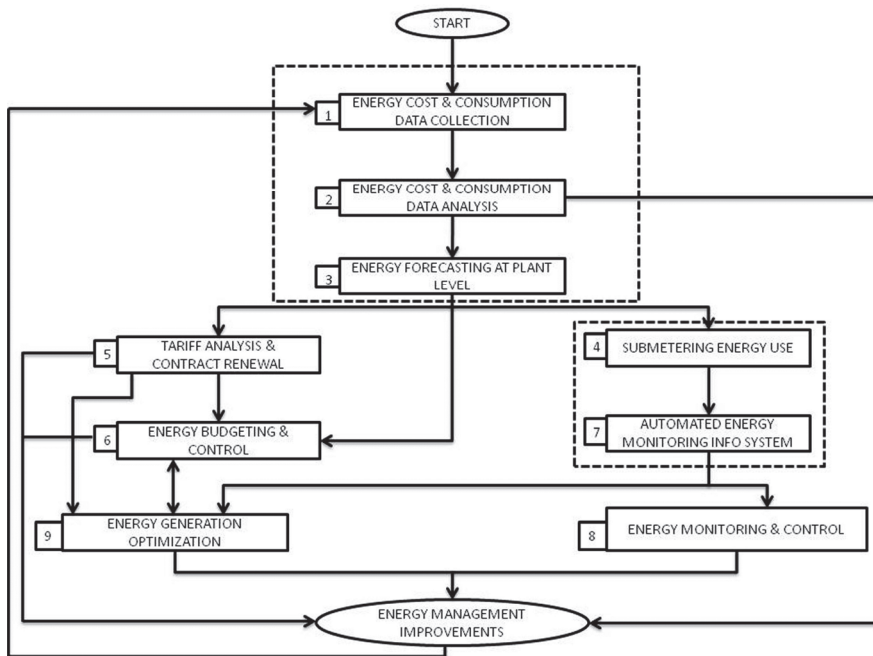 START
1
ENERGY COST & CONSUMPTION
DATA COLLECTION
2
ENERGY COST & CONSUMPTION
DATA ANALYSIS
3
ENERGY FORECASTING AT PLANT
LEVEL
5
TARIFF ANALYSIS &
CONTRACT RENEWAL
4
SUBMETERING ENERGY USE
6
ENERGY BUDGETING &
CONTROL
7
AUTOMATED ENERGY
MONITORING INFO SYSTEM
9
ENERGY GENERATION
OPTIMIZATION
8
ENERGY MONITORING & CONTROL
ENERGY MANAGEMENT
IMPROVEMENTS